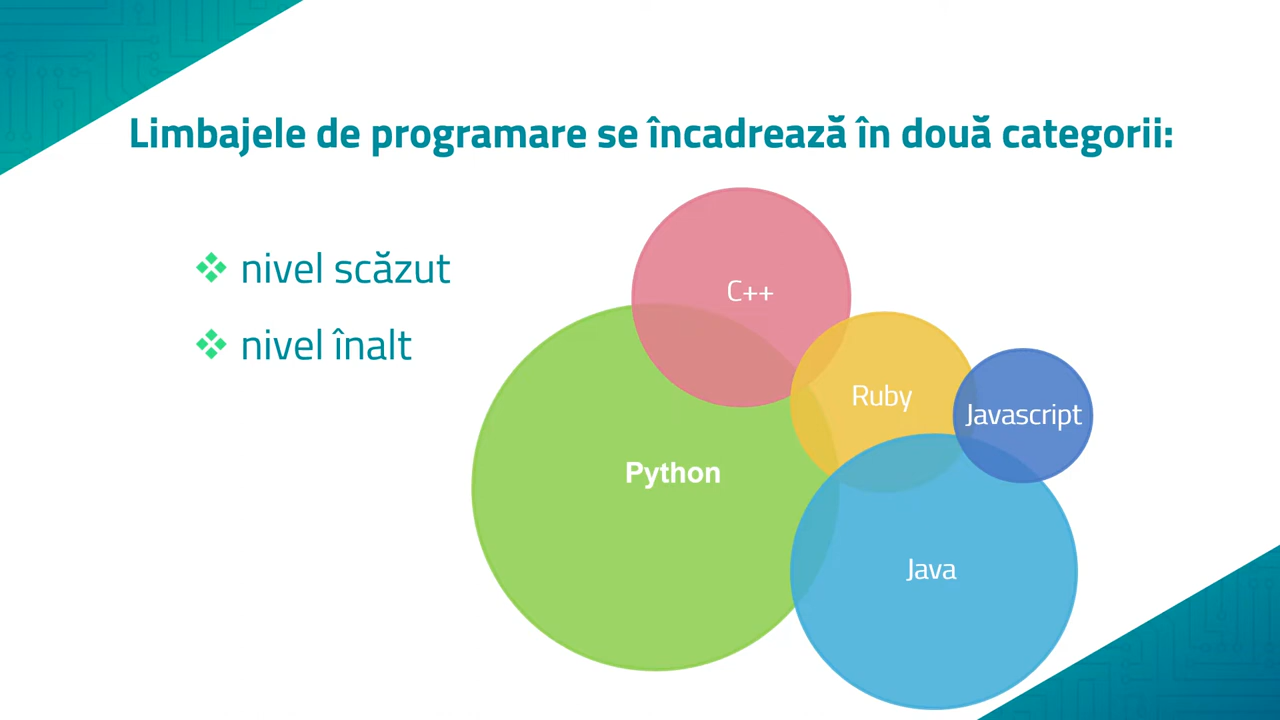 Limbajele de programare se încadrează în două categorii:
nivel scăzut
nivel înalt
C++
Ruby
Javascript
Python
Java